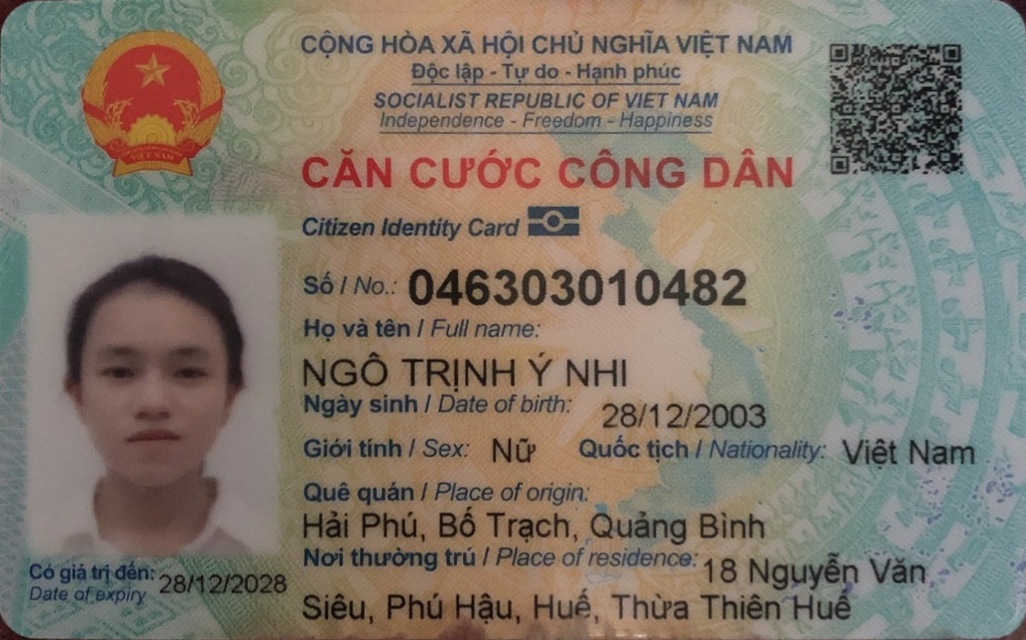 CỘNG HÒA XÃ HỘI CHỦ NGHĨA VIỆT NAM
Độc lập - Tự do - Hạnh phúc
SOCIALIST REPUBLIC OF VIET NAM
Independence - Freedom - Happiness
CĂN CƯỚC CÔNG DÂN
Citizen Identity Card
Số / No.: 046303010482
Họ và tên / Full name:
NGÔ TRỊNH Ý NHI
Ngày sinh / Date of birth: 28/12/2003
Giới tính / Sex: Nữ Quốc tịch / Nationality: Việt Nam
Quê quán / Place of origin:
Hải Phú, Bố Trạch, Quảng Bình
Nơi thường trú / Place of residence: 18 Nguyễn Văn
Siêu, Phú Hậu, Huế, Thừa Thiên Huế
Có giá trị đến: 28/12/2028
Date of expiry
VIỆT NAM